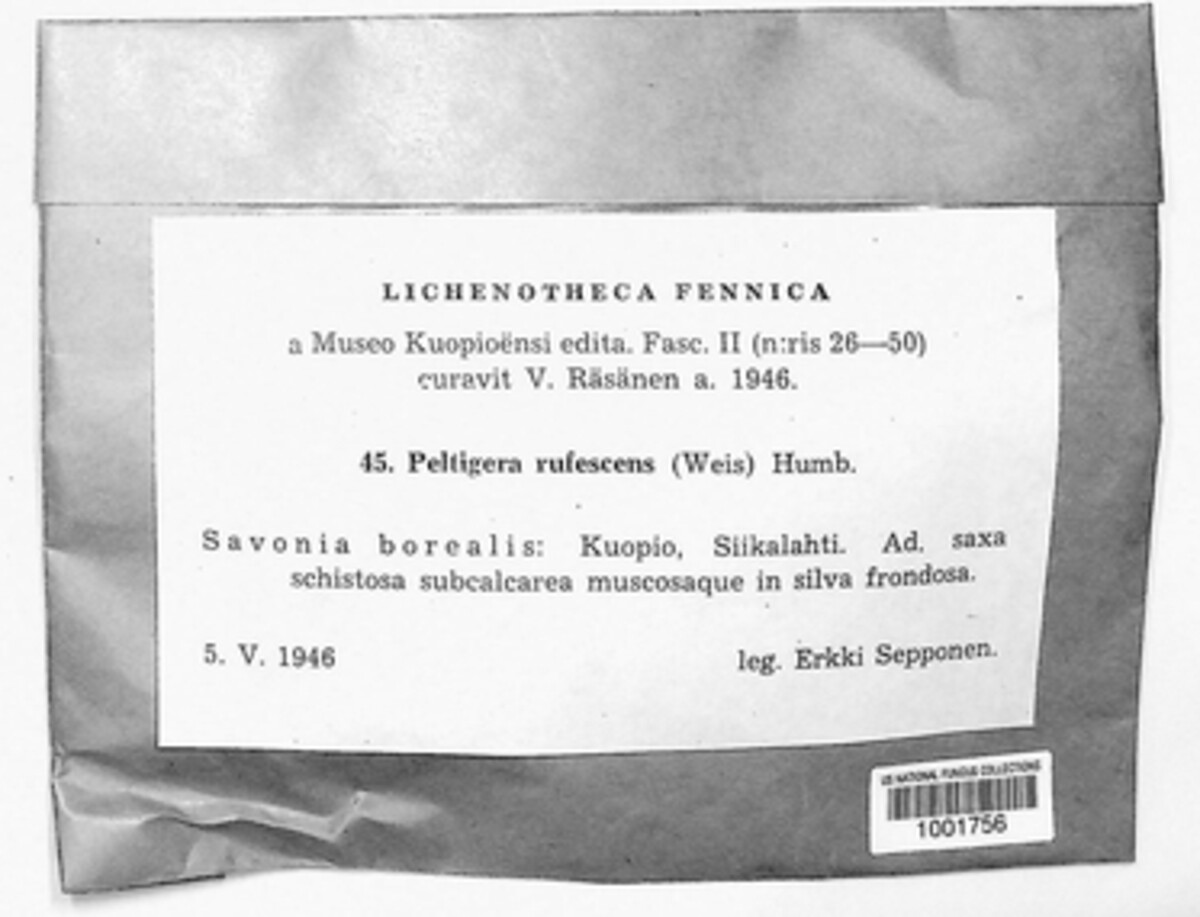 LICHENOTHECA FENNICA
a Museo Kuopioënsi edita. Fasc. II (n:ris 26—50)
curavit V. Räsänen a. 1946.
45. Peltigera rufescens (Weis) Humb.
Savonia borealis: Kuopio, Siikalahti. Ad. saxa
schistosa subcalcarea muscosaque in silva frondosa.
5. V. 1946 leg. Erkki Sepponen.
US NATIONAL FUNGUS COLLECTIONS
1001756